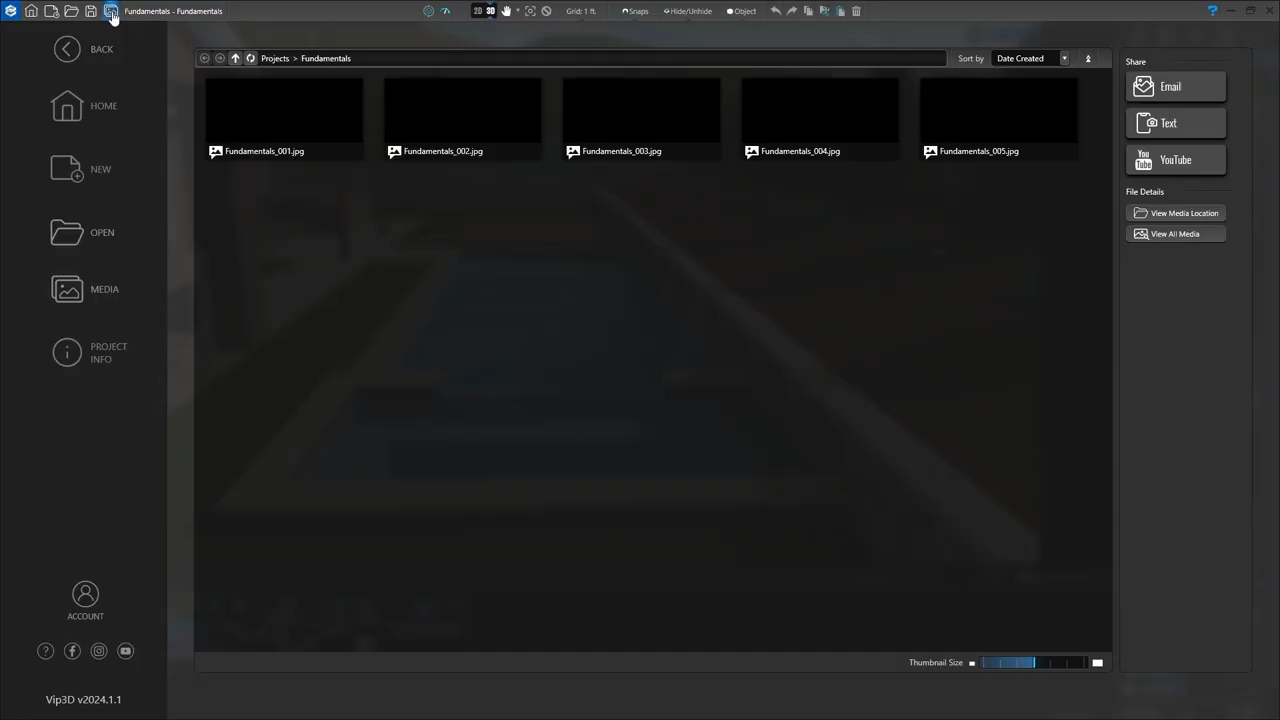 Fundamentals - Fundamentals
2D 3D
Grid: 1 ft.
Snaps
Hide/Unhide
Object
?
BACK
HOME
NEW
OPEN
MEDIA
PROJECT
INFO
ACCOUNT
?
Vip3D v2024.1.1
Projects > Fundamentals
Sort by
Date Created
Fundamentals_001.jpg
Fundamentals_002.jpg
Fundamentals_003.jpg
Fundamentals_004.jpg
Fundamentals_005.jpg
Thumbnail Size
Share
Email
Text
You
Tube
YouTube
File Details
View Media Location
View All Media